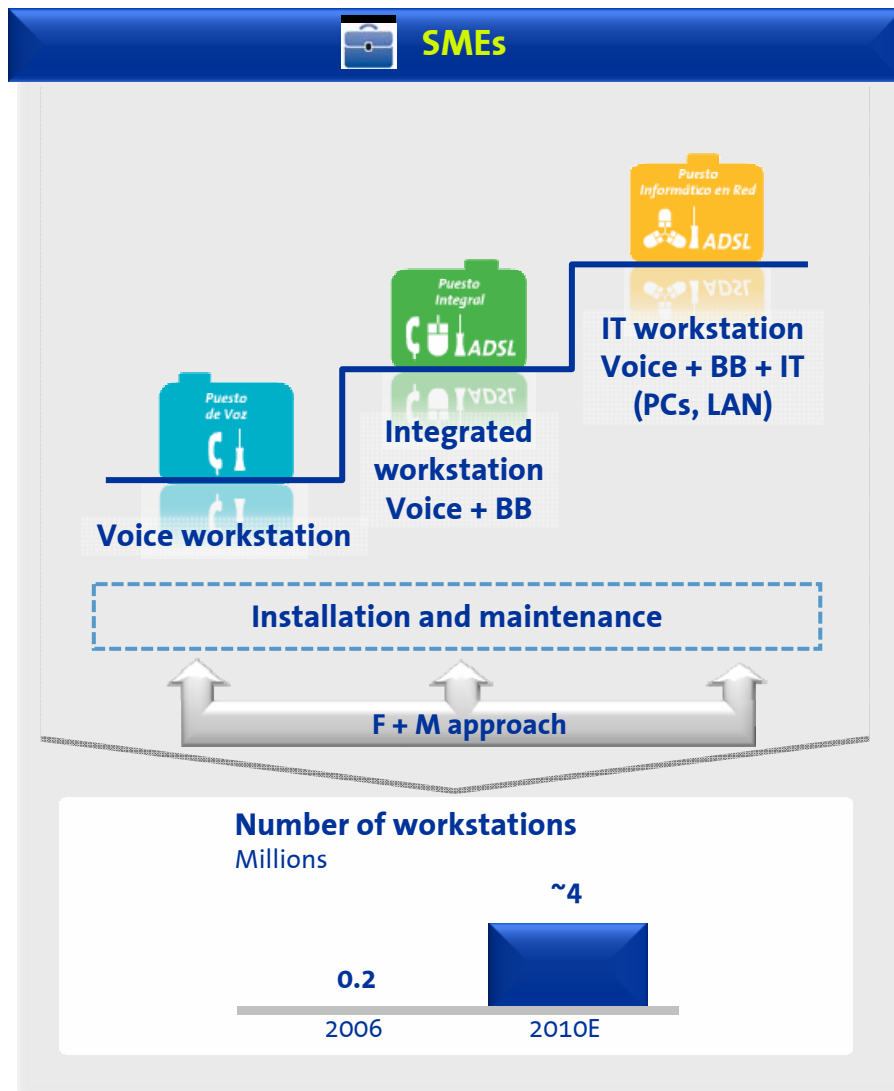 SMEs
Puesto
Informático en Red
ADSL
ADSL
IT workstation
Voice + BB + IT
(PCs, LAN)
Puesto
Integral
ADSL
ADSL
Integrated
workstation
Voice + BB
Puesto
de Voz
Voice workstation
Installation and maintenance
F + M approach
Number of workstations
Millions
~4
0.2
2006
2010E